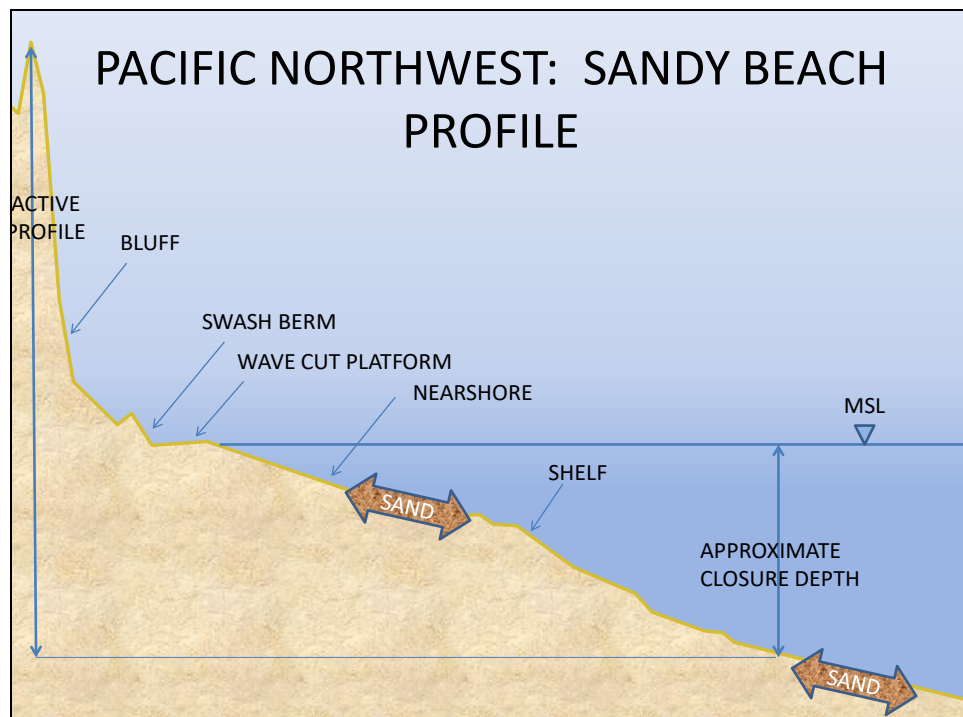 PACIFIC NORTHWEST: SANDY BEACH
PROFILE
ACTIVE
PROFILE
BLUFF
SWASH BERM
WAVE CUT PLATFORM
NEARSHORE
MSL
SHELF
SAND
APPROXIMATE
CLOSURE DEPTH
SAND